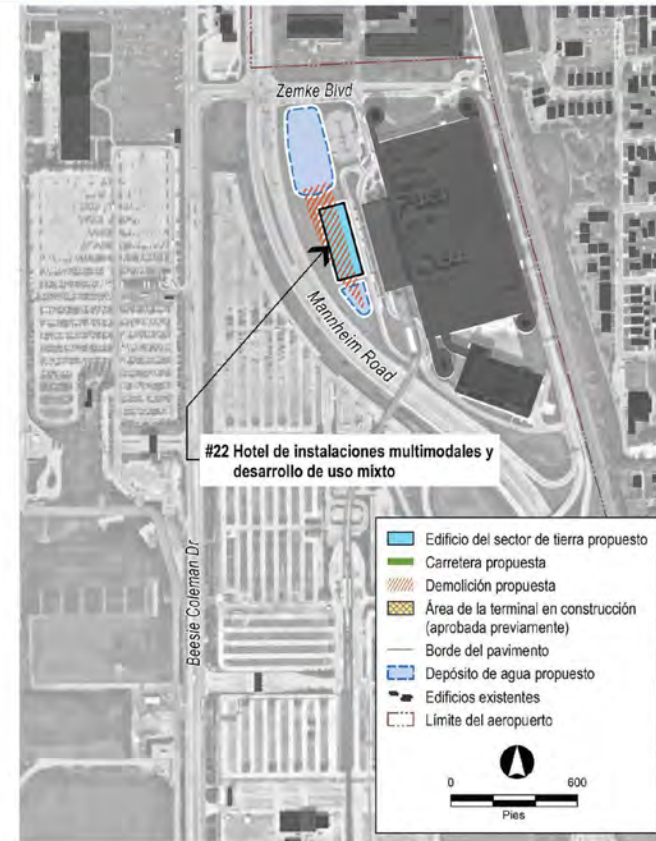 Zemke Blvd
Mannheim Road
#22 Hotel de instalaciones multimodales y
desarrollo de uso mixto
Beesie Coleman Dr
Edificio del sector de tierra propuesto
Carretera propuesta
Demolición propuesta
Área de la terminal en construcción
(aprobada previamente)
Borde del pavimento
Depósito de agua propuesto
Edificios existentes
Límite del aeropuerto
0 600
Pies